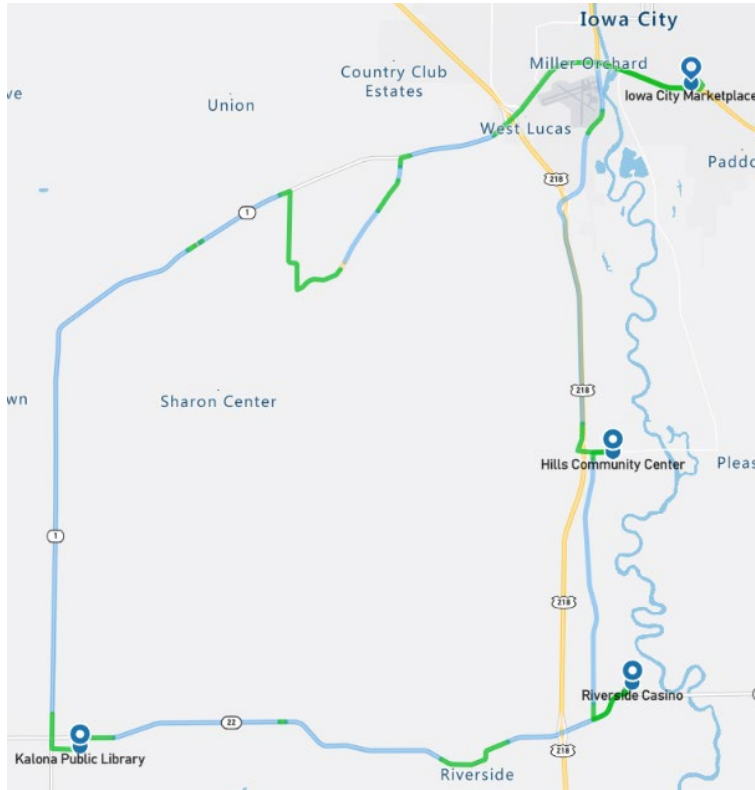 Iowa City
Miller Orchard
Country Club
Estates
ve
Union
Iowa City Marketplace
West Lucas
Paddo
218
1
218
wn
Sharon Center
Hills Community Center
Pleas
1
218
Riverside Casino
22
218
Kalona Public Library
Riverside